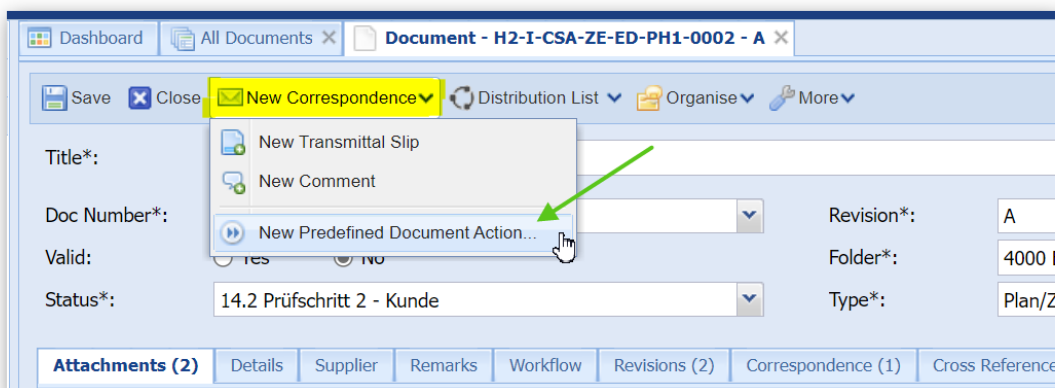 Dashboard All Documents Document - H2-I-CSA-ZE-ED-PH1-0002 - A
Save Close New Correspondence Distribution List Organise More
New Transmittal Slip
Title*:
New Comment
Doc Number*: Revision*: A
New Predefined Document Action...
Valid: Yes No Folder*: 4000
Status*: 14.2 Prüfschritt 2 - Kunde Type*: Plan/Z
Attachments (2) Details Supplier Remarks Workflow Revisions (2) Correspondence (1) Cross Reference